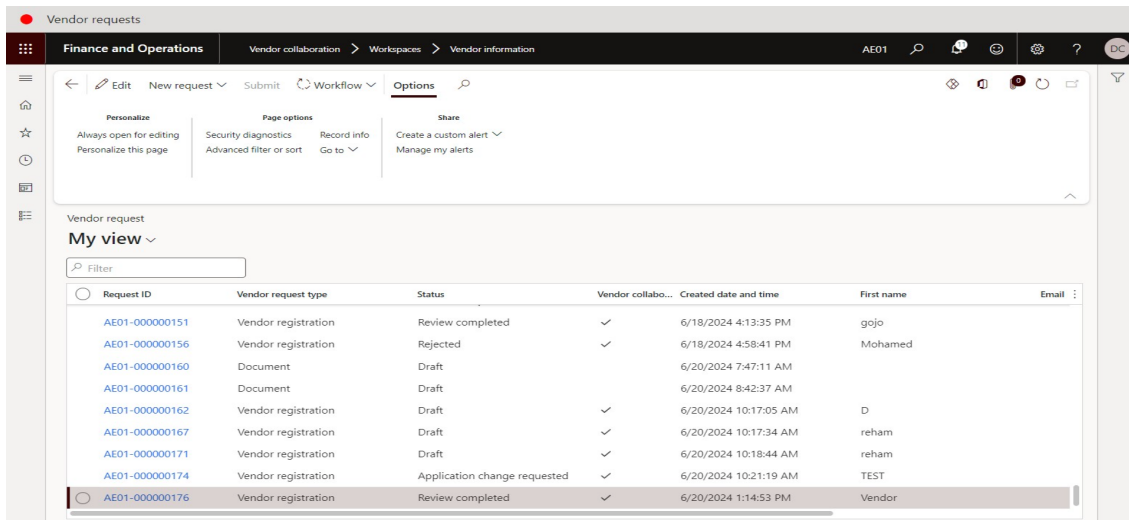 Vendor requests
Finance and Operations Vendor collaboration > Workspaces > Vendor information AE01 11 ? DC
Edit New request Submit Workflow Options 0
Personalize Page options Share
Always open for editing Security diagnostics Record info Create a custom alert
Personalize this page Advanced filter or sort Go to Manage my alerts
Vendor request
My view
Filter
Request ID Vendor request type Status Vendor collabo... Created date and time First name Email
AE01-000000151 Vendor registration Review completed 6/18/2024 4:13:35 PM gojo
AE01-000000156 Vendor registration Rejected 6/18/2024 4:58:41 PM Mohamed
AE01-000000160 Document Draft 6/20/2024 7:47:11 AM
AE01-000000161 Document Draft 6/20/2024 8:42:37 AM
AE01-000000162 Vendor registration Draft 6/20/2024 10:17:05 AM D
AE01-000000167 Vendor registration Draft 6/20/2024 10:17:34 AM reham
AE01-000000171 Vendor registration Draft 6/20/2024 10:18:44 AM reham
AE01-000000174 Vendor registration Application change requested 6/20/2024 10:21:19 AM TEST
AE01-000000176 Vendor registration Review completed 6/20/2024 1:14:53 PM Vendor